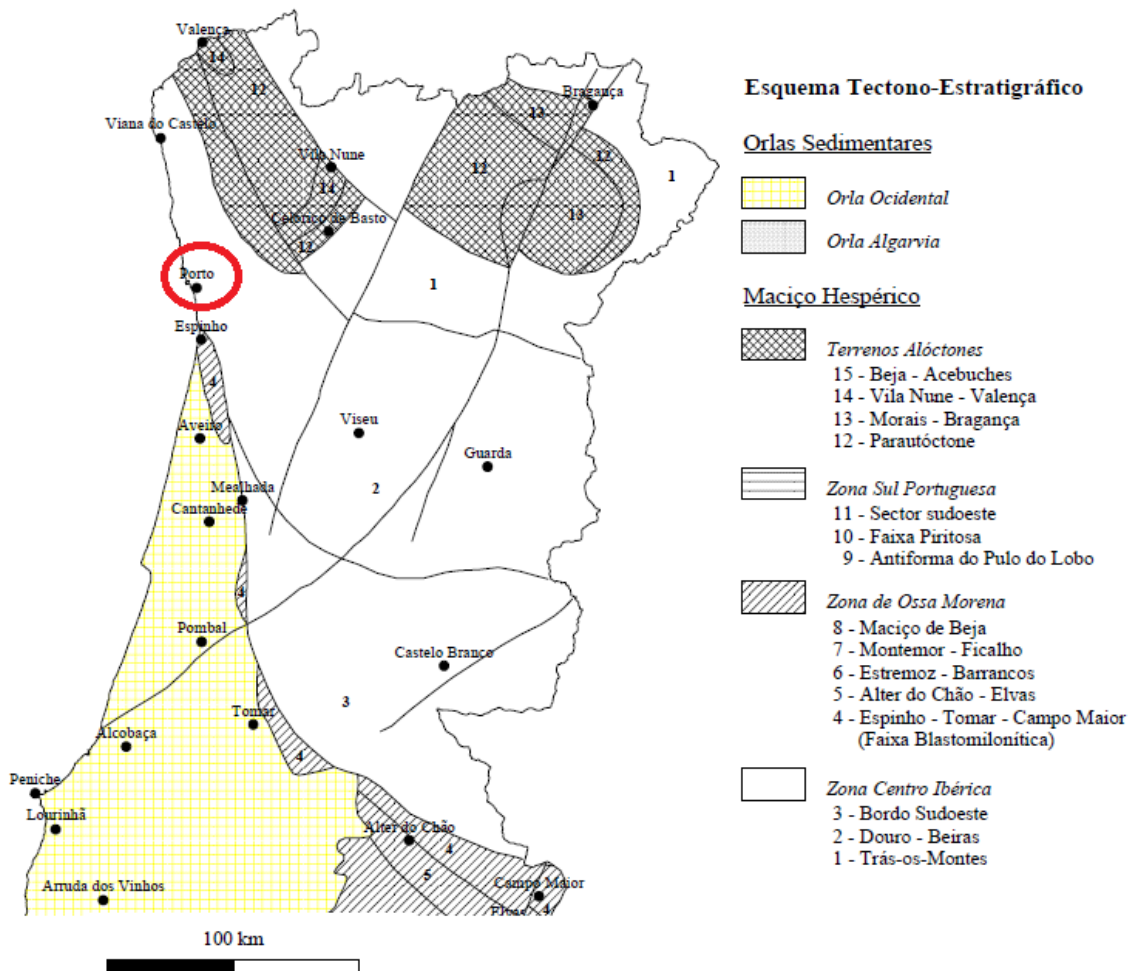 Valença
14
12
Bragança
13
Viana do Castelo
Vila Nune
12
12
1
14
Celorico de Basto
13
12
Porto
1
Espinho
4
Viseu
Aveiro
Guarda
Mealhada
2
Cantanhede
4
Pombal
Castelo Branco
3
Tomar
Alcobaça
4
Peniche
Lourinhã
Alter do Chão
4
5
Campo Maior
Arruda dos Vinhos
Elvas
4
100 km
Esquema Tectono-Estratigráfico
Orlas Sedimentares
Orla Ocidental
Orla Algarvia
Maciço Hespérico
Terrenos Alóctones
15 - Beja - Acebuches
14 - Vila Nune - Valença
13 - Morais - Bragança
12 - Parautóctone
Zona Sul Portuguesa
11 - Sector sudoeste
10 - Faixa Piritosa
9 - Antiforma do Pulo do Lobo
Zona de Ossa Morena
8 - Maciço de Beja
7 - Montemor - Ficalho
6 - Estremoz - Barrancos
5 - Alter do Chão - Elvas
4 - Espinho - Tomar - Campo Maior
(Faixa Blastomilonítica)
Zona Centro Ibérica
3 - Bordo Sudoeste
2 - Douro - Beiras
1 - Trás-os-Montes